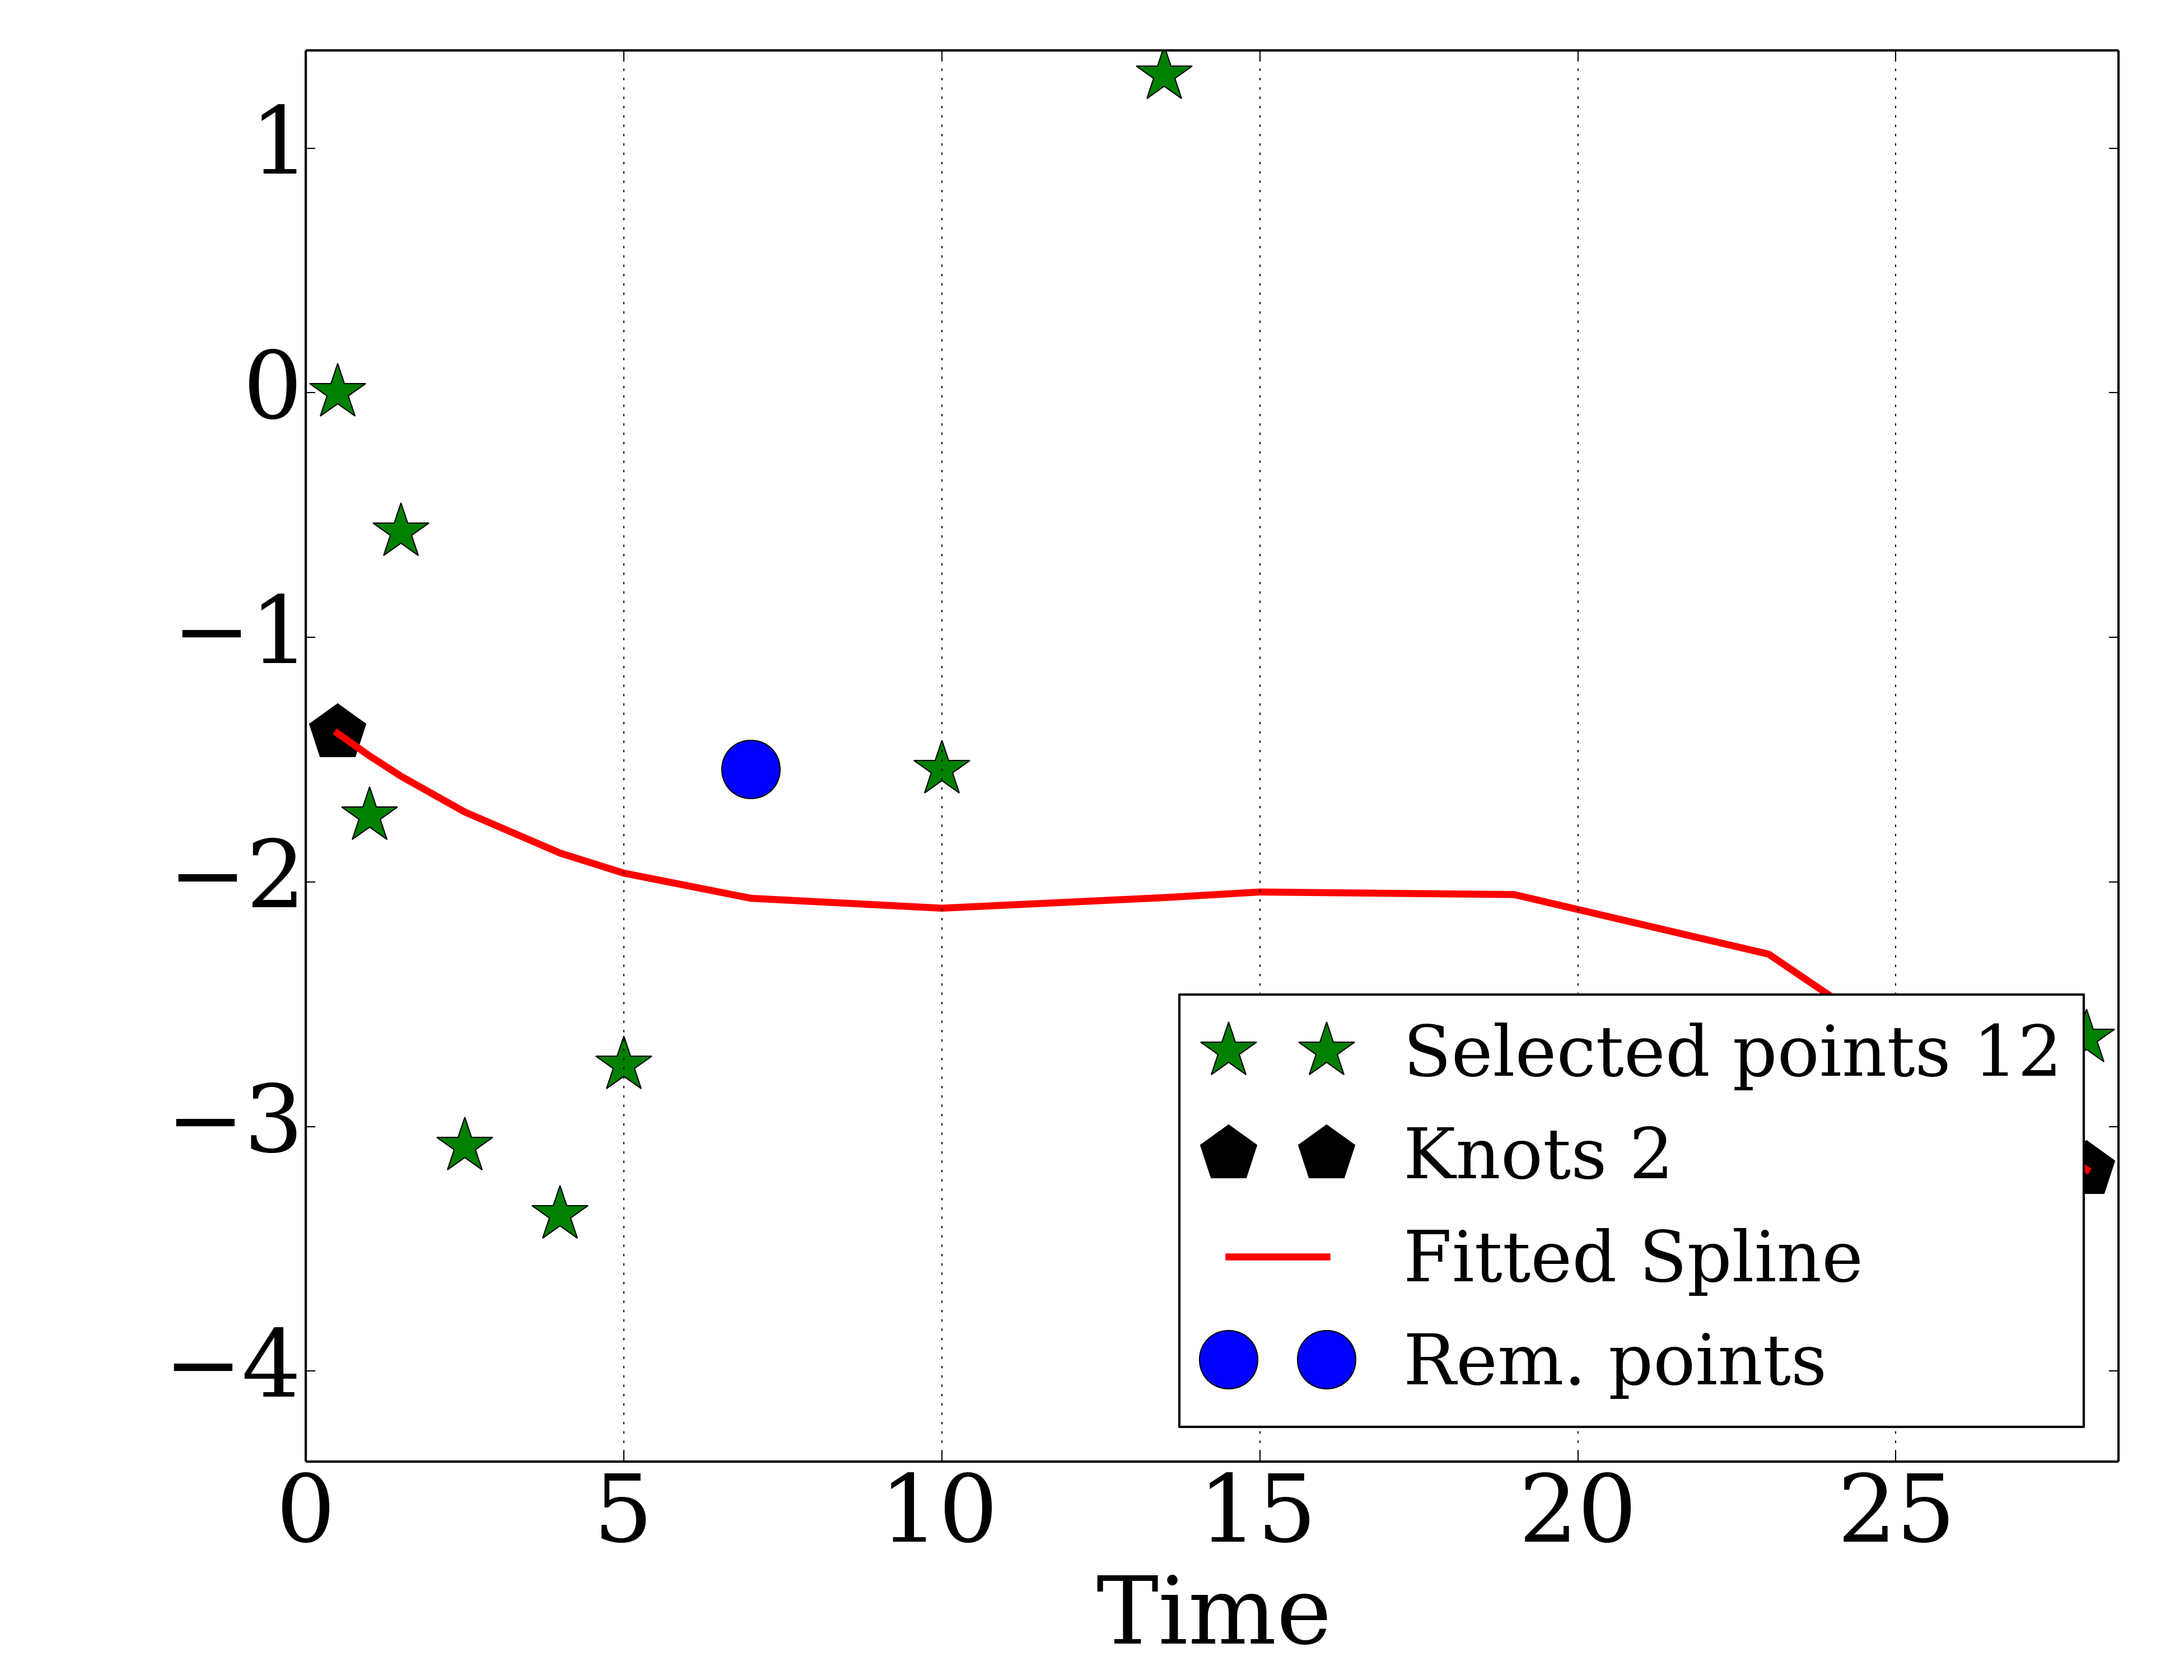 1
0
−1
−2
−3
−4
Selected points 12
Knots 2
Fitted Spline
Rem. points
0 5 10 15 20 25
Time